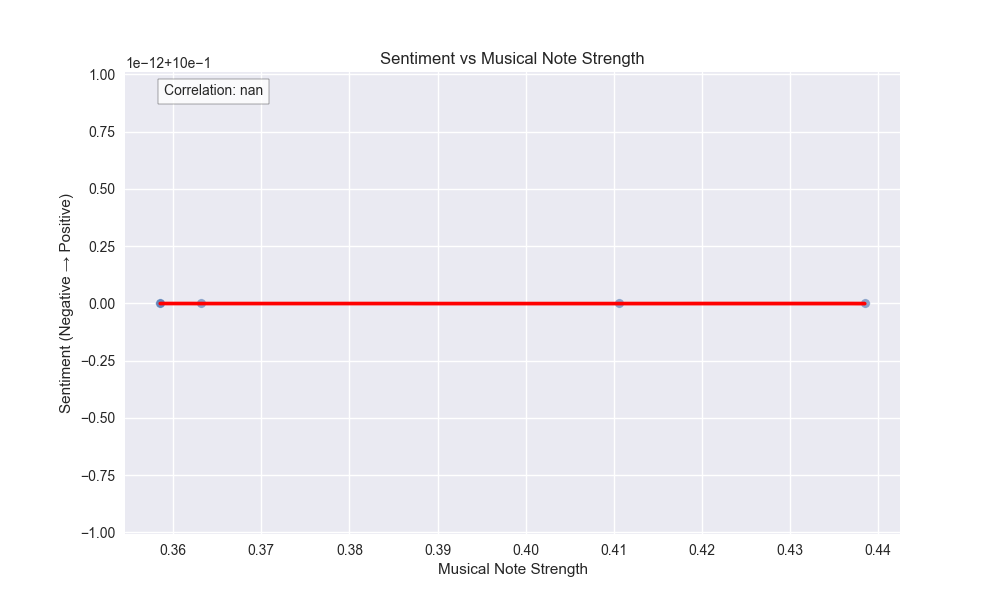 Sentiment vs Musical Note Strength
1e−12+10e−1
Correlation: nan
1.00
0.75
0.50
0.25
0.00
−0.25
−0.50
−0.75
−1.00
Sentiment (Negative → Positive)
0.36 0.37 0.38 0.39 0.40 0.41 0.42 0.43 0.44
Musical Note Strength